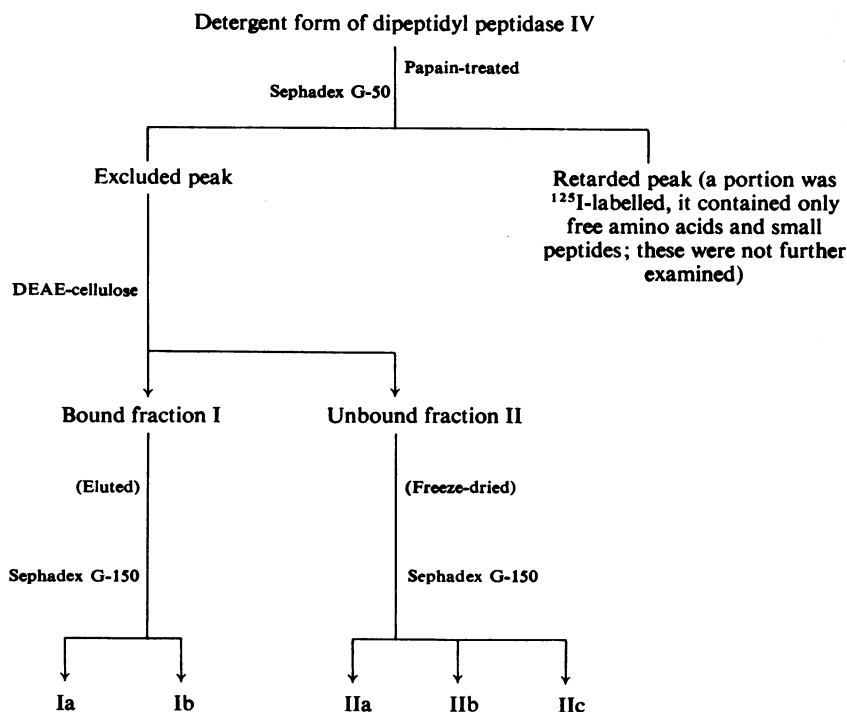 Detergent form of dipeptidyl peptidase IV
Papain-treated
Sephadex G-50
Excluded peak
Retarded peak (a portion was
¹²⁵I-labelled, it contained only
free amino acids and small
peptides; these were not further
examined)
DEAE-cellulose
Bound fraction I
Unbound fraction II
(Eluted)
(Freeze-dried)
Sephadex G-150
Sephadex G-150
Ia
Ib
IIa
IIb
IIc